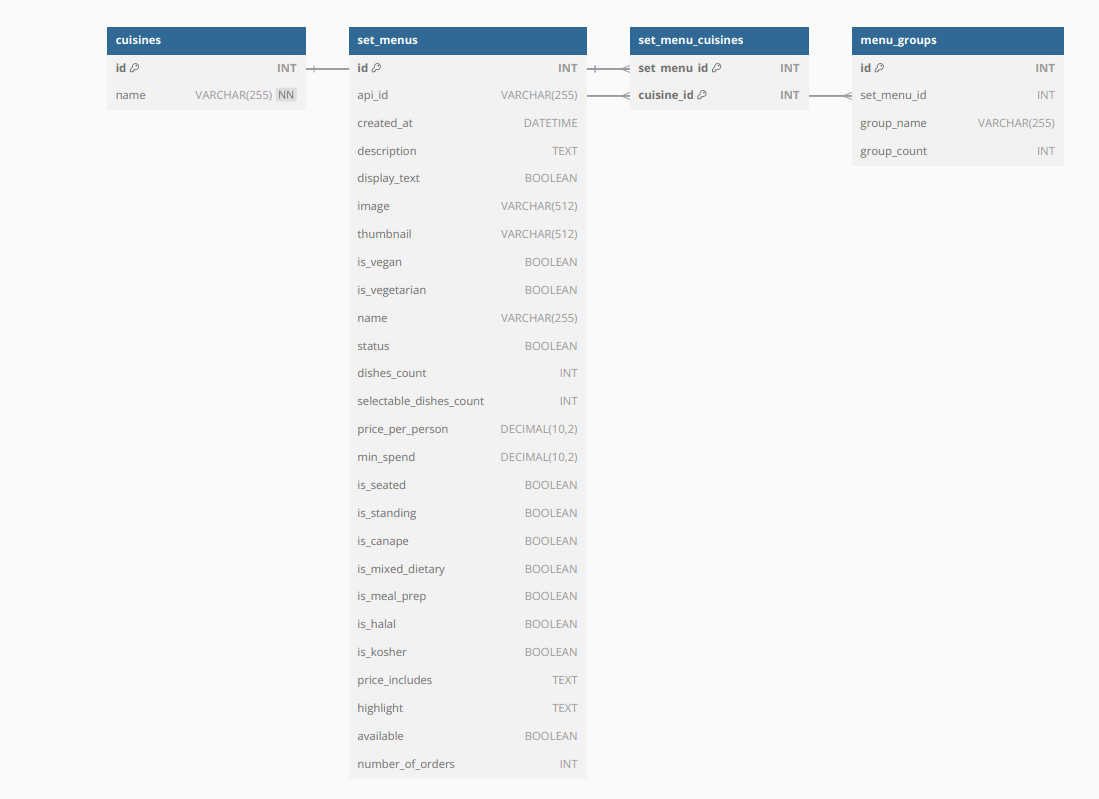 cuisines
id INT
name VARCHAR(255) NN
set_menus
id INT
api_id VARCHAR(255)
created_at DATETIME
description TEXT
display_text BOOLEAN
image VARCHAR(512)
thumbnail VARCHAR(512)
is_vegan BOOLEAN
is_vegetarian BOOLEAN
name VARCHAR(255)
status BOOLEAN
dishes_count INT
selectable_dishes_count INT
price_per_person DECIMAL(10,2)
min_spend DECIMAL(10,2)
is_seated BOOLEAN
is_standing BOOLEAN
is_canape BOOLEAN
is_mixed_dietary BOOLEAN
is_meal_prep BOOLEAN
is_halal BOOLEAN
is_kosher BOOLEAN
price_includes TEXT
highlight TEXT
available BOOLEAN
number_of_orders INT
set_menu_cuisines
set_menu_id INT
cuisine_id INT
menu_groups
id INT
set_menu_id INT
group_name VARCHAR(255)
group_count INT